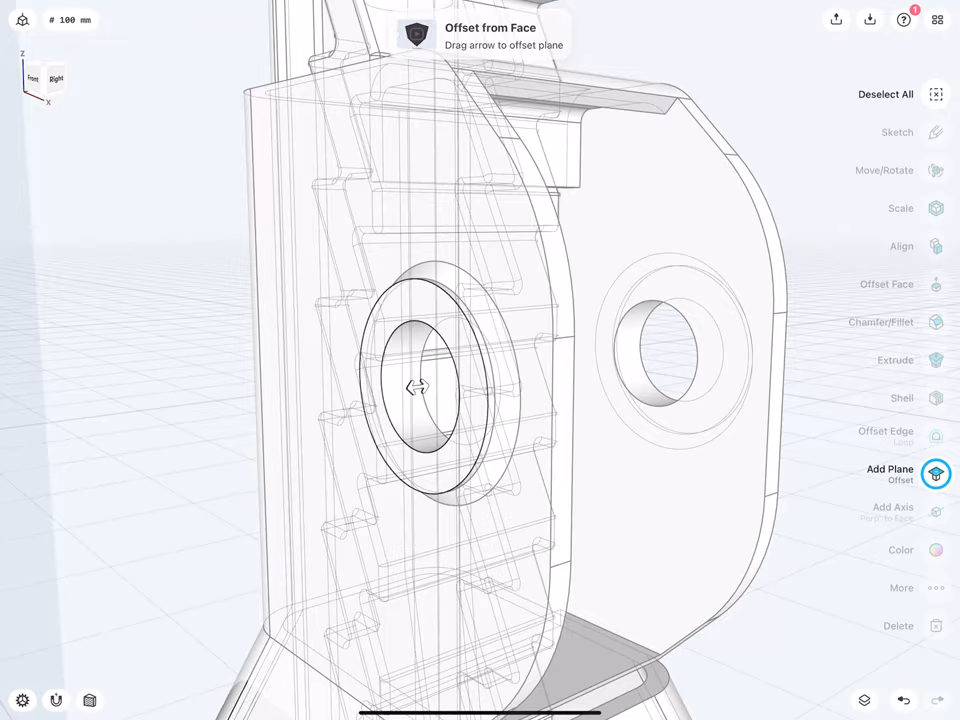 # 100 mm
Offset from Face
Drag arrow to offset plane
1
Z
Front
Right
X
Deselect All
Sketch
Move/Rotate
Scale
Align
Offset Face
Chamfer/Fillet
Extrude
Shell
Offset Edge
Loop
Add Plane
Offset
Add Axis
Perp' to Face
Color
More
Delete